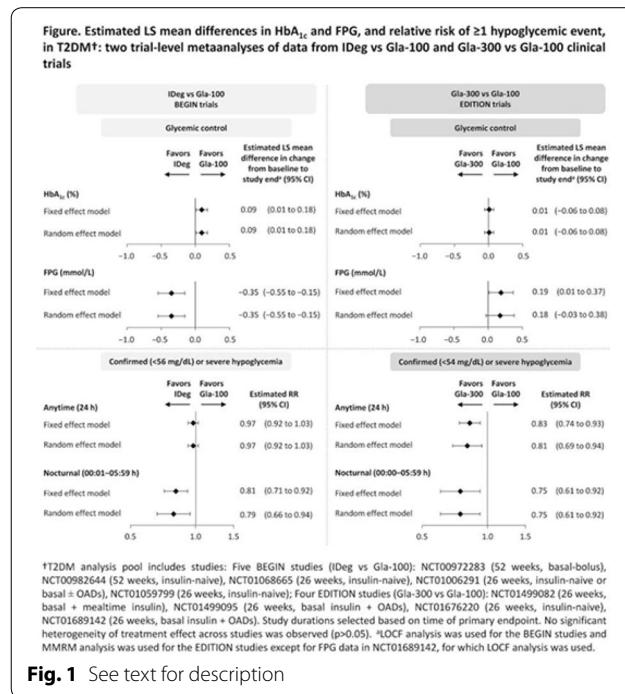 Figure. Estimated LS mean differences in HbA1c and FPG, and relative risk of ≥1 hypoglycemic event,
in T2DM†: two trial-level metaanalyses of data from IDeg vs Gla-100 and Gla-300 vs Gla-100 clinical
trials
IDeg vs Gla-100
BEGIN trials
Glycemic control
Favors
IDeg
Favors
Gla-100
Estimated LS mean
difference in change
from baseline to
study endᵃ (95% CI)
HbA1c (%)
Fixed effect model 0.09 (0.01 to 0.18)
Random effect model 0.09 (0.01 to 0.18)
−1.0 −0.5 0.0 0.5
FPG (mmol/L)
Fixed effect model −0.35 (−0.55 to −0.15)
Random effect model −0.35 (−0.55 to −0.15)
−1.0 −0.5 0.0 0.5
Gla-300 vs Gla-100
EDITION trials
Glycemic control
Favors
Gla-300
Favors
Gla-100
Estimated LS mean
difference in change
from baseline to
study endᵃ (95% CI)
HbA1c (%)
Fixed effect model 0.01 (−0.06 to 0.08)
Random effect model 0.01 (−0.06 to 0.08)
−1.0 −0.5 0.0 0.5
FPG (mmol/L)
Fixed effect model 0.19 (0.01 to 0.37)
Random effect model 0.18 (−0.03 to 0.38)
−1.0 −0.5 0.0 0.5
Confirmed (<56 mg/dL) or severe hypoglycemia
Favors
IDeg
Favors
Gla-100
Estimated RR
(95% CI)
Anytime (24 h)
Fixed effect model 0.97 (0.92 to 1.03)
Random effect model 0.97 (0.92 to 1.03)
Nocturnal (00:01–05:59 h)
Fixed effect model 0.81 (0.71 to 0.92)
Random effect model 0.79 (0.66 to 0.94)
0.5 1.0 1.5
Confirmed (<54 mg/dL) or severe hypoglycemia
Favors
Gla-300
Favors
Gla-100
Estimated RR
(95% CI)
Anytime (24 h)
Fixed effect model 0.83 (0.74 to 0.93)
Random effect model 0.81 (0.69 to 0.94)
Nocturnal (00:00–05:59 h)
Fixed effect model 0.75 (0.61 to 0.92)
Random effect model 0.75 (0.61 to 0.92)
0.5 1.0 1.5
†T2DM analysis pool includes studies: Five BEGIN studies (IDeg vs Gla-100): NCT00972283 (52 weeks, basal-bolus),
NCT00982644 (52 weeks, insulin-naive), NCT01068665 (26 weeks, insulin-naive), NCT01006291 (26 weeks, insulin-naive or
basal ± OADs), NCT01059799 (26 weeks, insulin-naive); Four EDITION studies (Gla-300 vs Gla-100): NCT01499082 (26 weeks,
basal + mealtime insulin), NCT01499095 (26 weeks, basal insulin + OADs), NCT01676220 (26 weeks, insulin-naive),
NCT01689142 (26 weeks, basal insulin + OADs). Study durations selected based on time of primary endpoint. No significant
heterogeneity of treatment effect across studies was observed (p>0.05). ᵃLOCF analysis was used for the BEGIN studies and
MMRM analysis was used for the EDITION studies except for FPG data in NCT01689142, for which LOCF analysis was used.
Fig. 1 See text for description